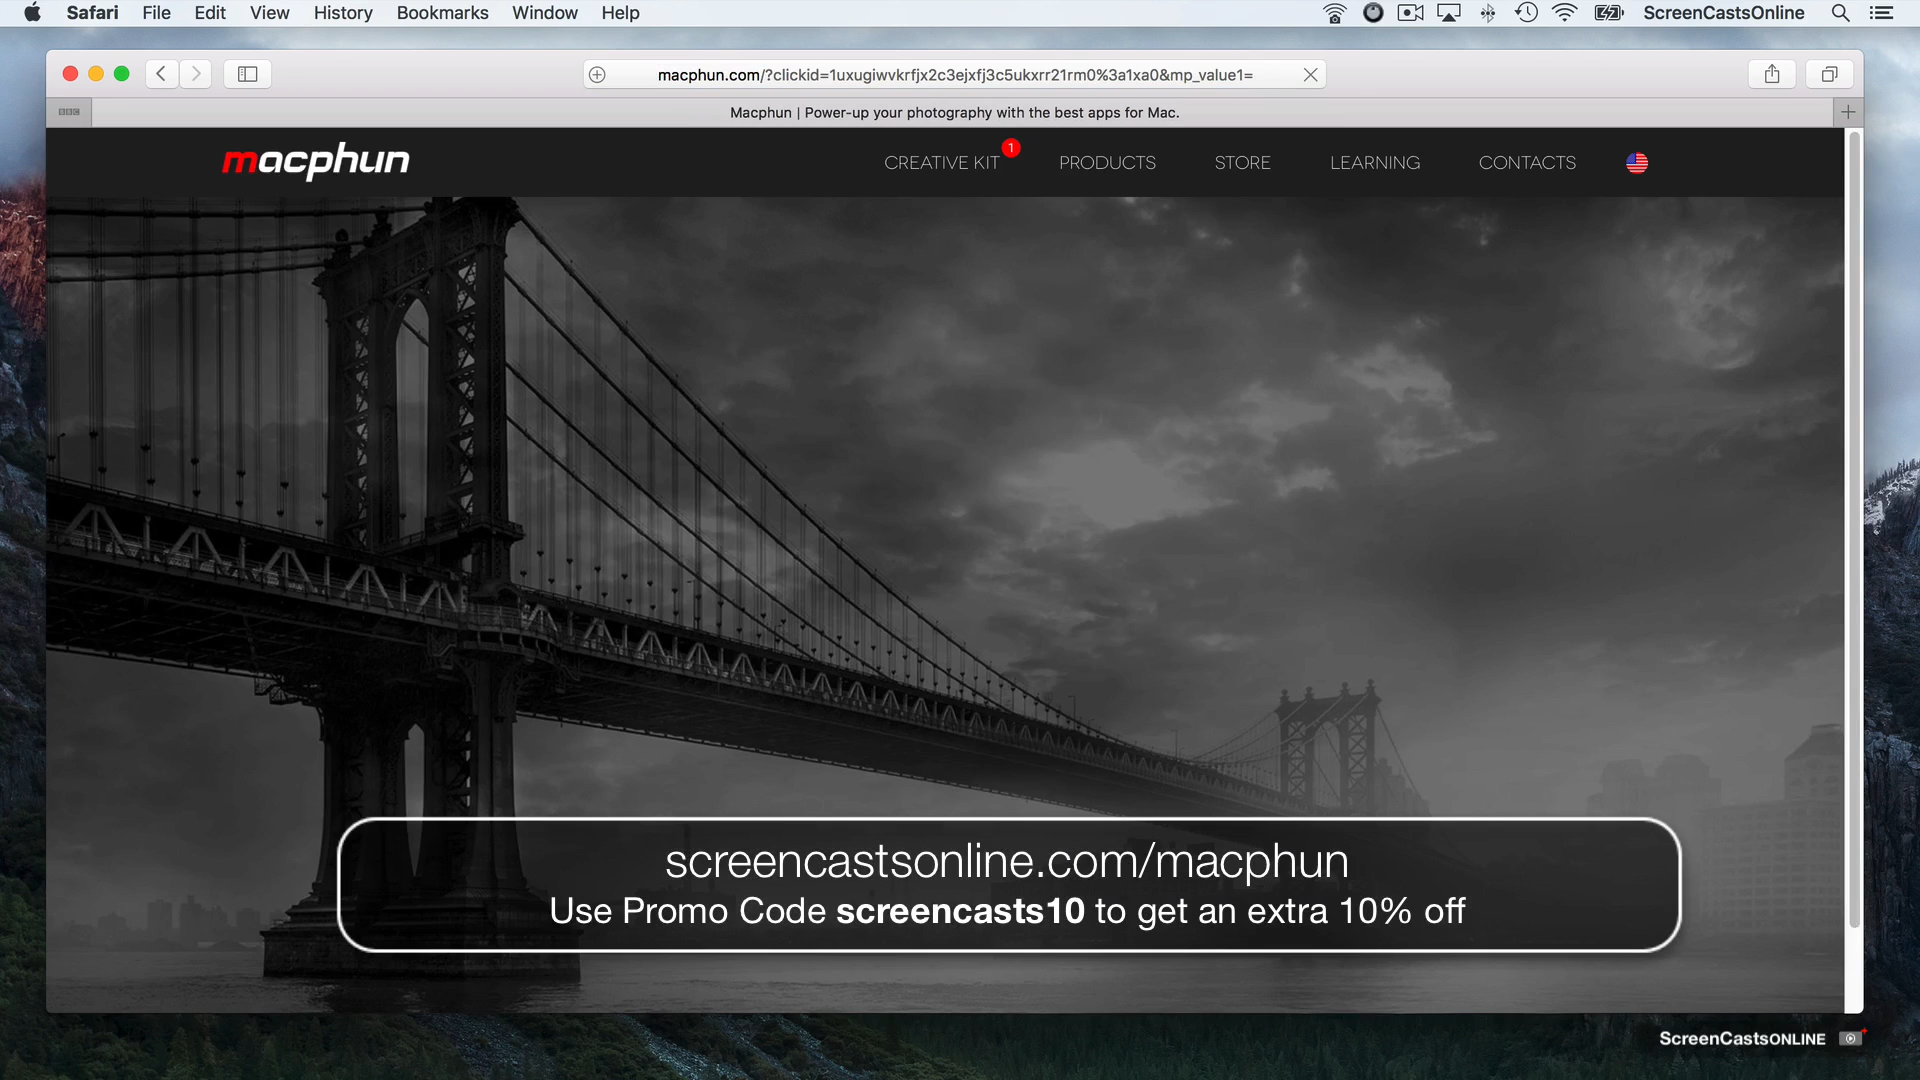 Safari File Edit View History Bookmarks Window Help ScreenCastsOnline
macphun.com/?clickid=1uxugiwvkrfjx2c3ejxfj3c5ukxrr21rm0%3a1xa0&mp_value1=
BBC Macphun | Power-up your photography with the best apps for Mac.
macphun CREATIVE KIT 1 PRODUCTS STORE LEARNING CONTACTS
screencastsonline.com/macphun
Use Promo Code screencasts10 to get an extra 10% off
ScreenCastsONLINE